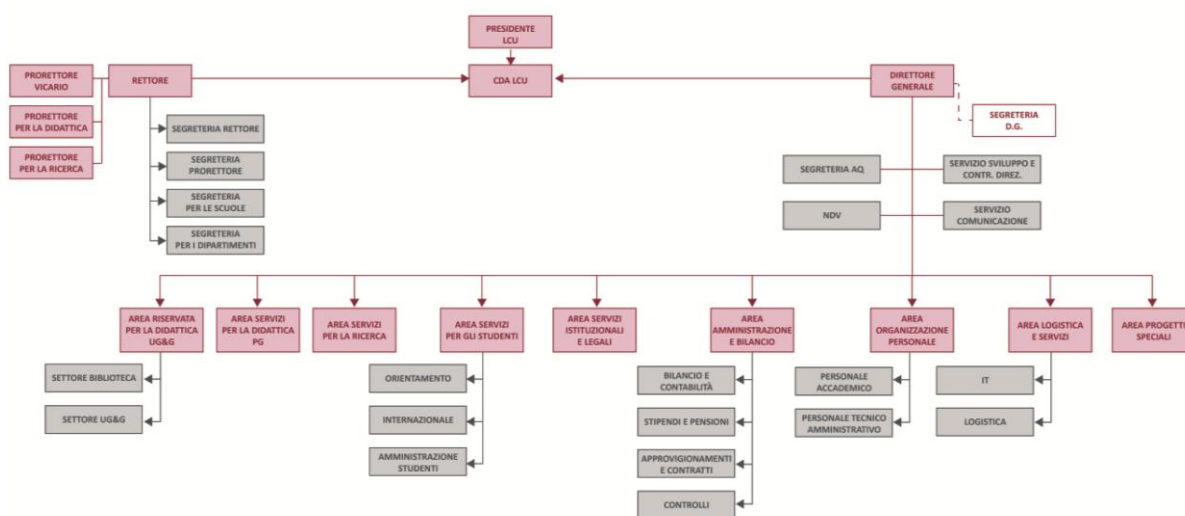 PRESIDENTE
LCU
PRORETTORE
VICARIO
RETTORE
CDA LCU
DIRETTORE
GENERALE
PRORETTORE
PER LA DIDATTICA
SEGRETERIA RETTORE
SEGRETERIA
D.G.
PRORETTORE
PER LA RICERCA
SEGRETERIA
PRORETTORE
SEGRETERIA AQ
SERVIZIO SVILUPPO E
CONTR. DIREZ.
SEGRETERIA
PER LE SCUOLE
NDV
SERVIZIO
COMUNICAZIONE
SEGRETERIA
PER I DIPARTIMENTI
AREA RISERVATA
PER LA DIDATTICA
UG&G
AREA SERVIZI
PER LA DIDATTICA
PG
AREA SERVIZI
PER LA RICERCA
AREA SERVIZI
PER GLI STUDENTI
AREA SERVIZI
ISTITUZIONALI
E LEGALI
AREA
AMMINISTRAZIONE
E BILANCIO
AREA
ORGANIZZAZIONE
PERSONALE
AREA LOGISTICA
E SERVIZI
AREA PROGETTI
SPECIALI
SETTORE BIBLIOTECA
ORIENTAMENTO
BILANCIO E
CONTABILITÀ
PERSONALE
ACCADEMICO
IT
SETTORE UG&G
INTERNAZIONALE
STIPENDI E PENSIONI
PERSONALE TECNICO
AMMINISTRATIVO
LOGISTICA
AMMINISTRAZIONE
STUDENTI
APPROVIGIONAMENTI
E CONTRATTI
CONTROLLI